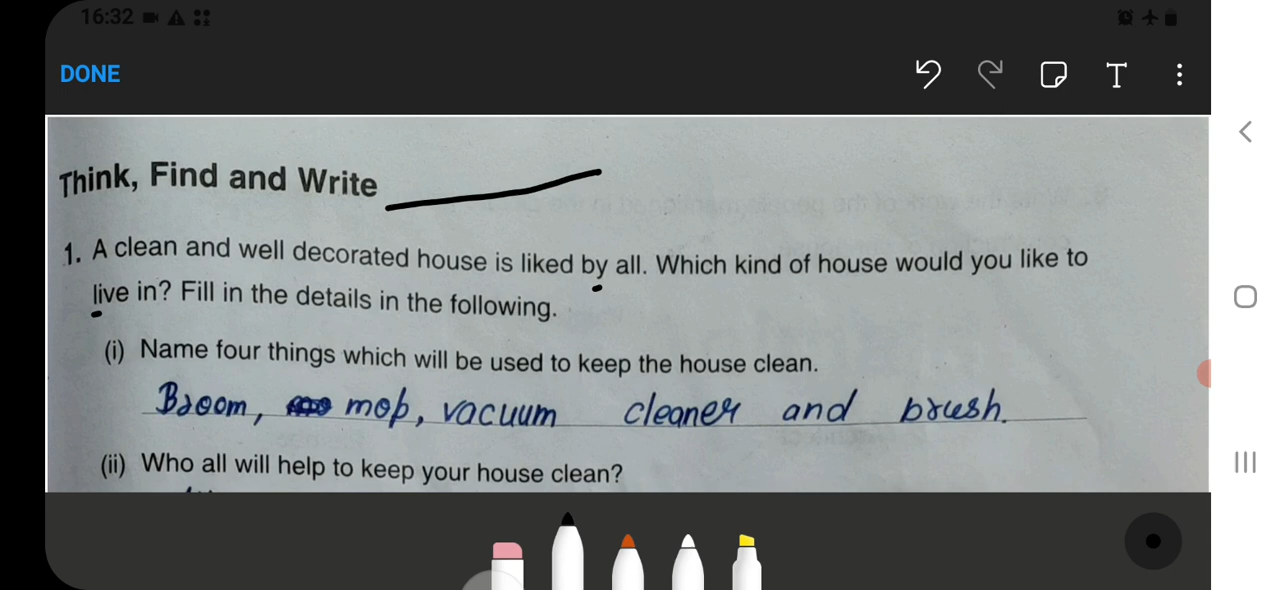 16:32
DONE
T
Think, Find and Write
1. A clean and well decorated house is liked by all. Which kind of house would you like to
live in? Fill in the details in the following.
(i) Name four things which will be used to keep the house clean.
Broom, mop, vacuum cleaner and brush.
(ii) Who all will help to keep your house clean?